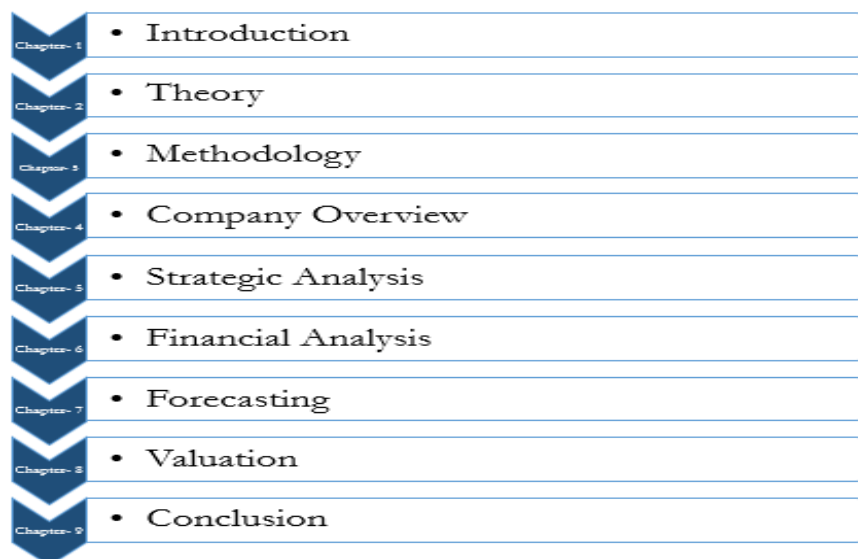 Chapter- 1
• Introduction
Chapter- 2
• Theory
Chapter- 3
• Methodology
Chapter- 4
• Company Overview
Chapter- 5
• Strategic Analysis
Chapter- 6
• Financial Analysis
Chapter- 7
• Forecasting
Chapter- 8
• Valuation
Chapter- 9
• Conclusion